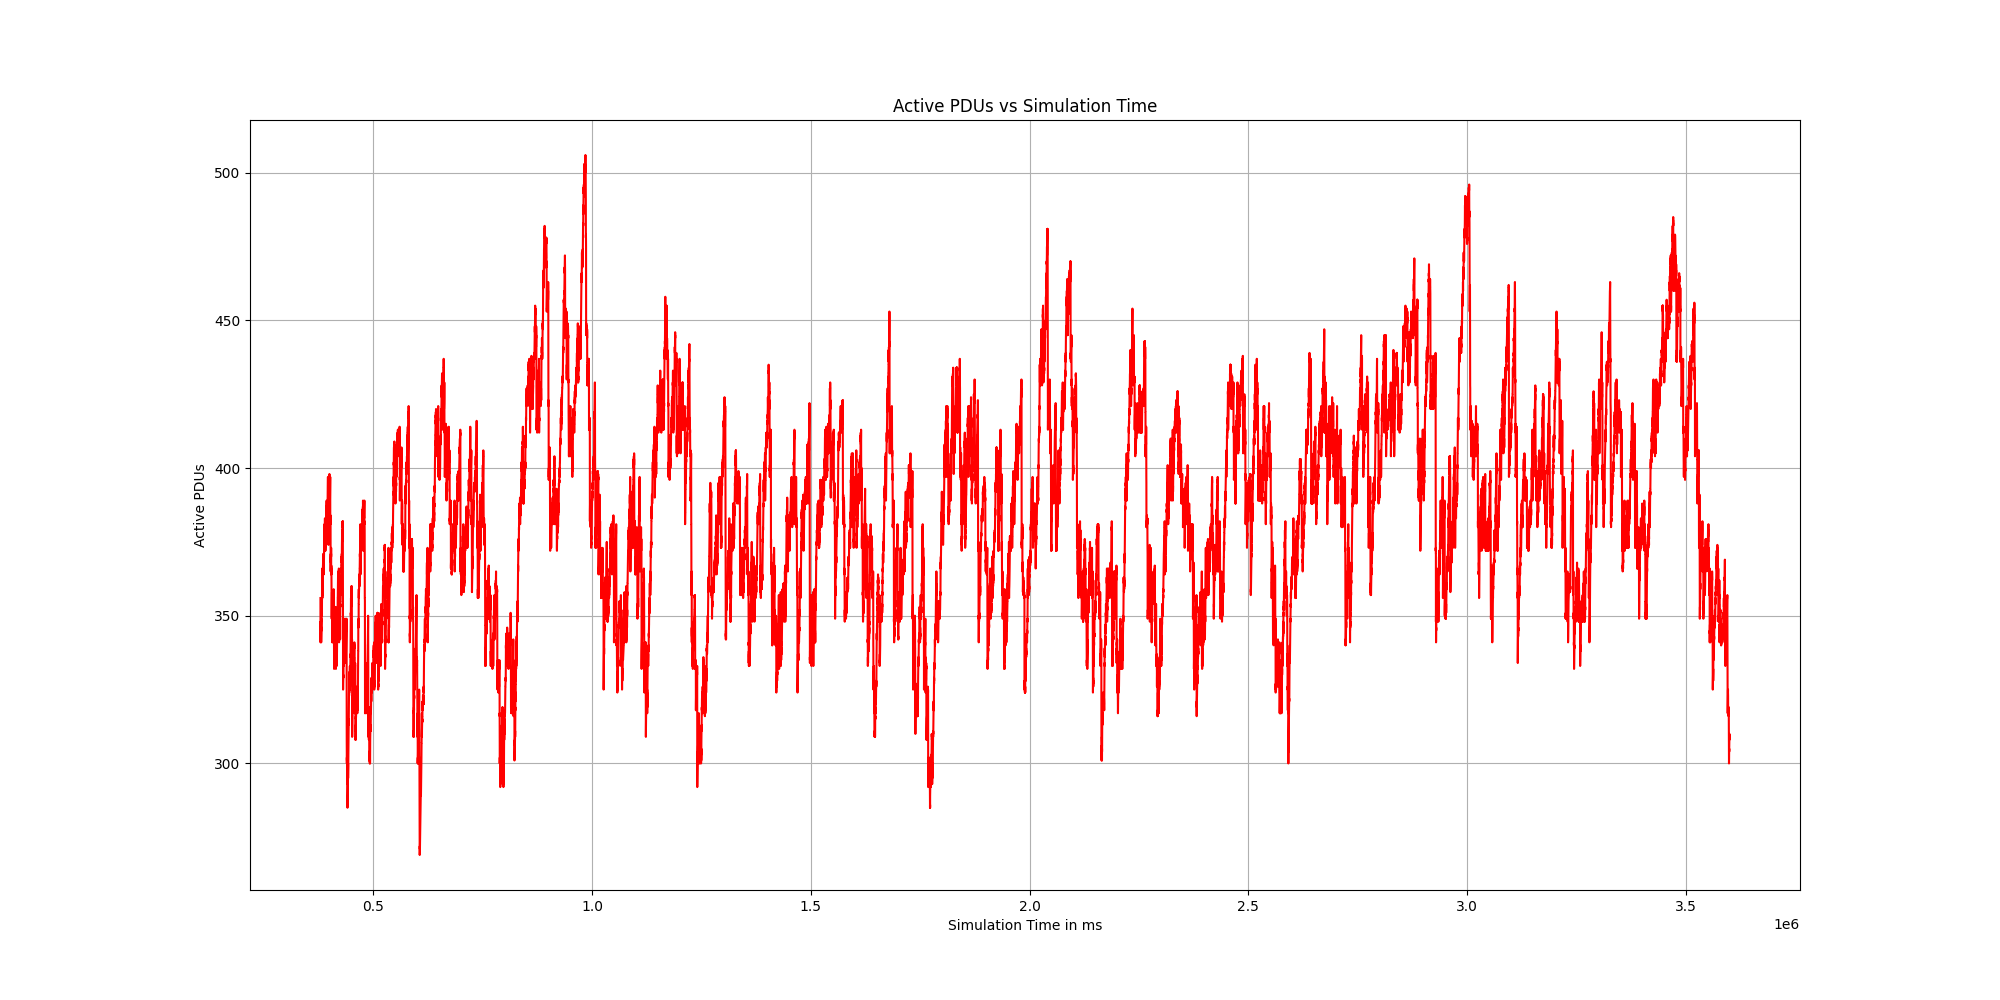 Active PDUs vs Simulation Time
Active PDUs
500
450
400
350
300
0.5 1.0 1.5 2.0 2.5 3.0 3.5
Simulation Time in ms
1e6